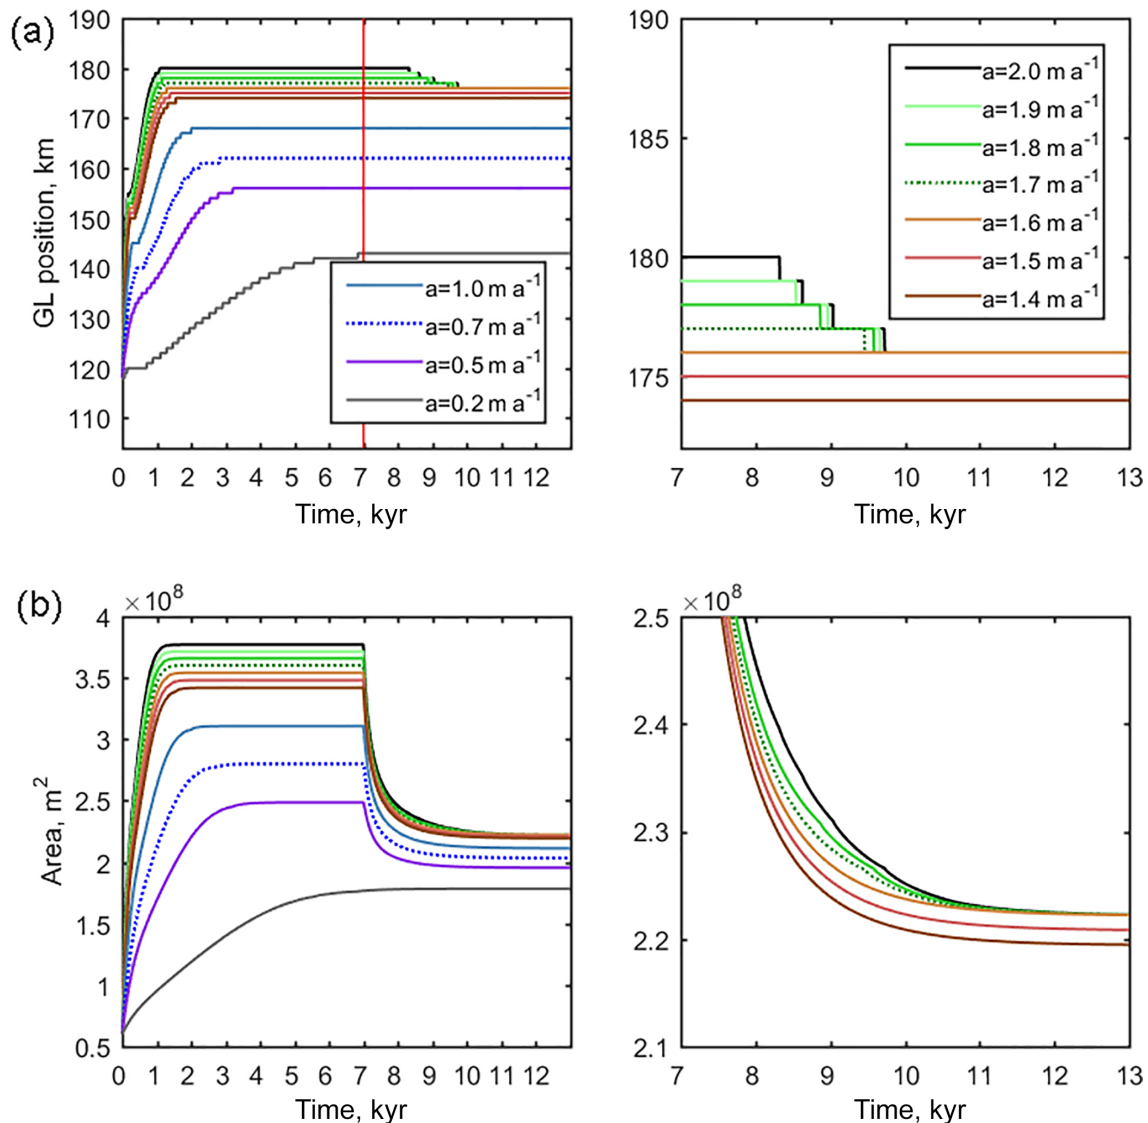 (a)
190
180
170
160
150
140
130
120
110
GL position, km
a=1.0 m a⁻¹
a=0.7 m a⁻¹
a=0.5 m a⁻¹
a=0.2 m a⁻¹
0 1 2 3 4 5 6 7 8 9 10 11 12
Time, kyr
190
185
180
175
a=2.0 m a⁻¹
a=1.9 m a⁻¹
a=1.8 m a⁻¹
a=1.7 m a⁻¹
a=1.6 m a⁻¹
a=1.5 m a⁻¹
a=1.4 m a⁻¹
7 8 9 10 11 12 13
Time, kyr
(b)
×10⁸
4
3.5
3
2.5
2
1.5
1
0.5
Area, m²
0 1 2 3 4 5 6 7 8 9 10 11 12
Time, kyr
×10⁸
2.5
2.4
2.3
2.2
2.1
7 8 9 10 11 12 13
Time, kyr